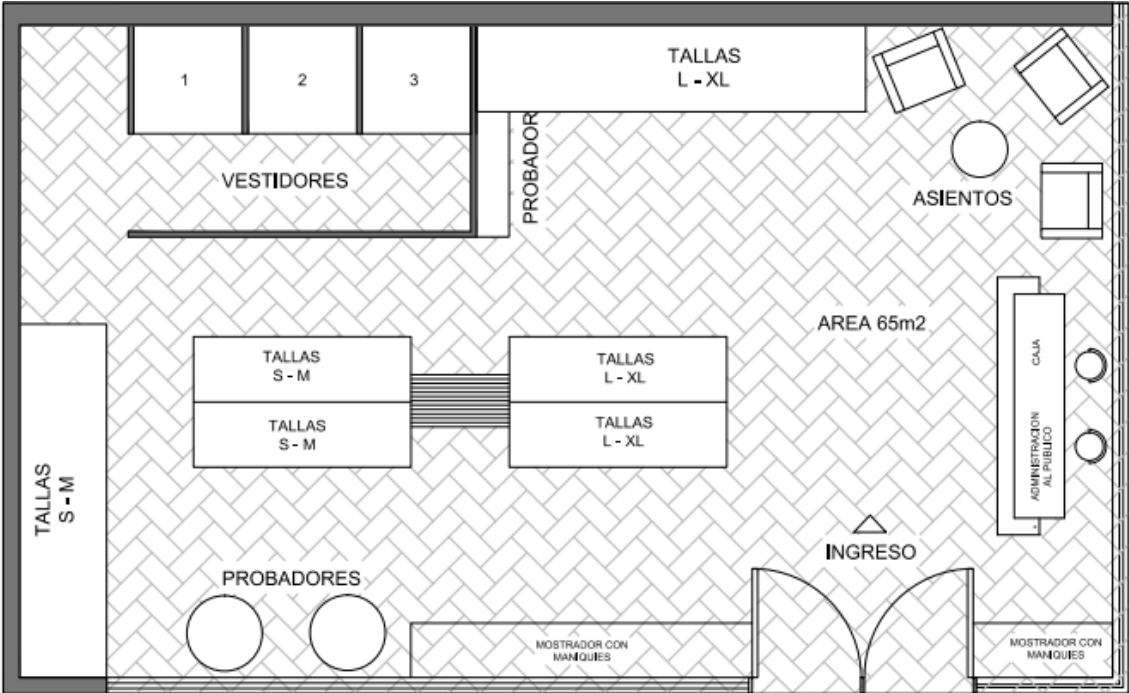 1
2
3
TALLAS
L - XL
VESTIDORES
PROBADOR
ASIENTOS
AREA 65m2
TALLAS
S - M
TALLAS
L - XL
TALLAS
S - M
TALLAS
L - XL
CAJA
ADMINISTRACION
AL PUBLICO
TALLAS
S - M
INGRESO
PROBADORES
MOSTRADOR CON
MANIQUIES
MOSTRADOR CON
MANIQUIES